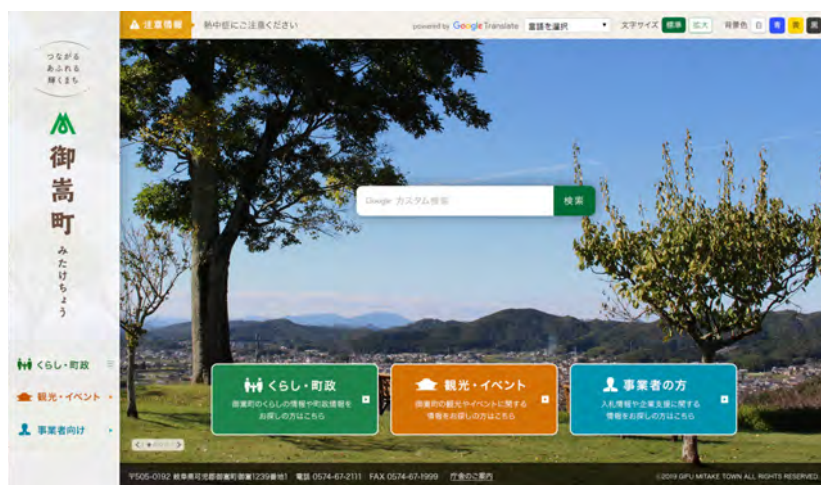 注意情報
熱中症にご注意ください
powered by Google Translate
言語を選択
文字サイズ
標準
拡大
背景色
白
青
黄
黒
つながる
あふれる
輝くまち
御嵩町
みたけちょう
Google カスタム検索
検索
くらし・町政
観光・イベント
事業者向け
くらし・町政
御嵩町のくらしの情報や町政情報を
お探しの方はこちら
観光・イベント
御嵩町の観光やイベントに関する
情報をお探しの方はこちら
事業者の方
入札情報や企業支援に関する
情報をお探しの方はこちら
〒505-0192 岐阜県可児郡御嵩町御嵩1239番地1 電話 0574-67-2111 FAX 0574-67-1999 庁舎のご案内
©2019 GIFU MITAKE TOWN ALL RIGHTS RESERVED.